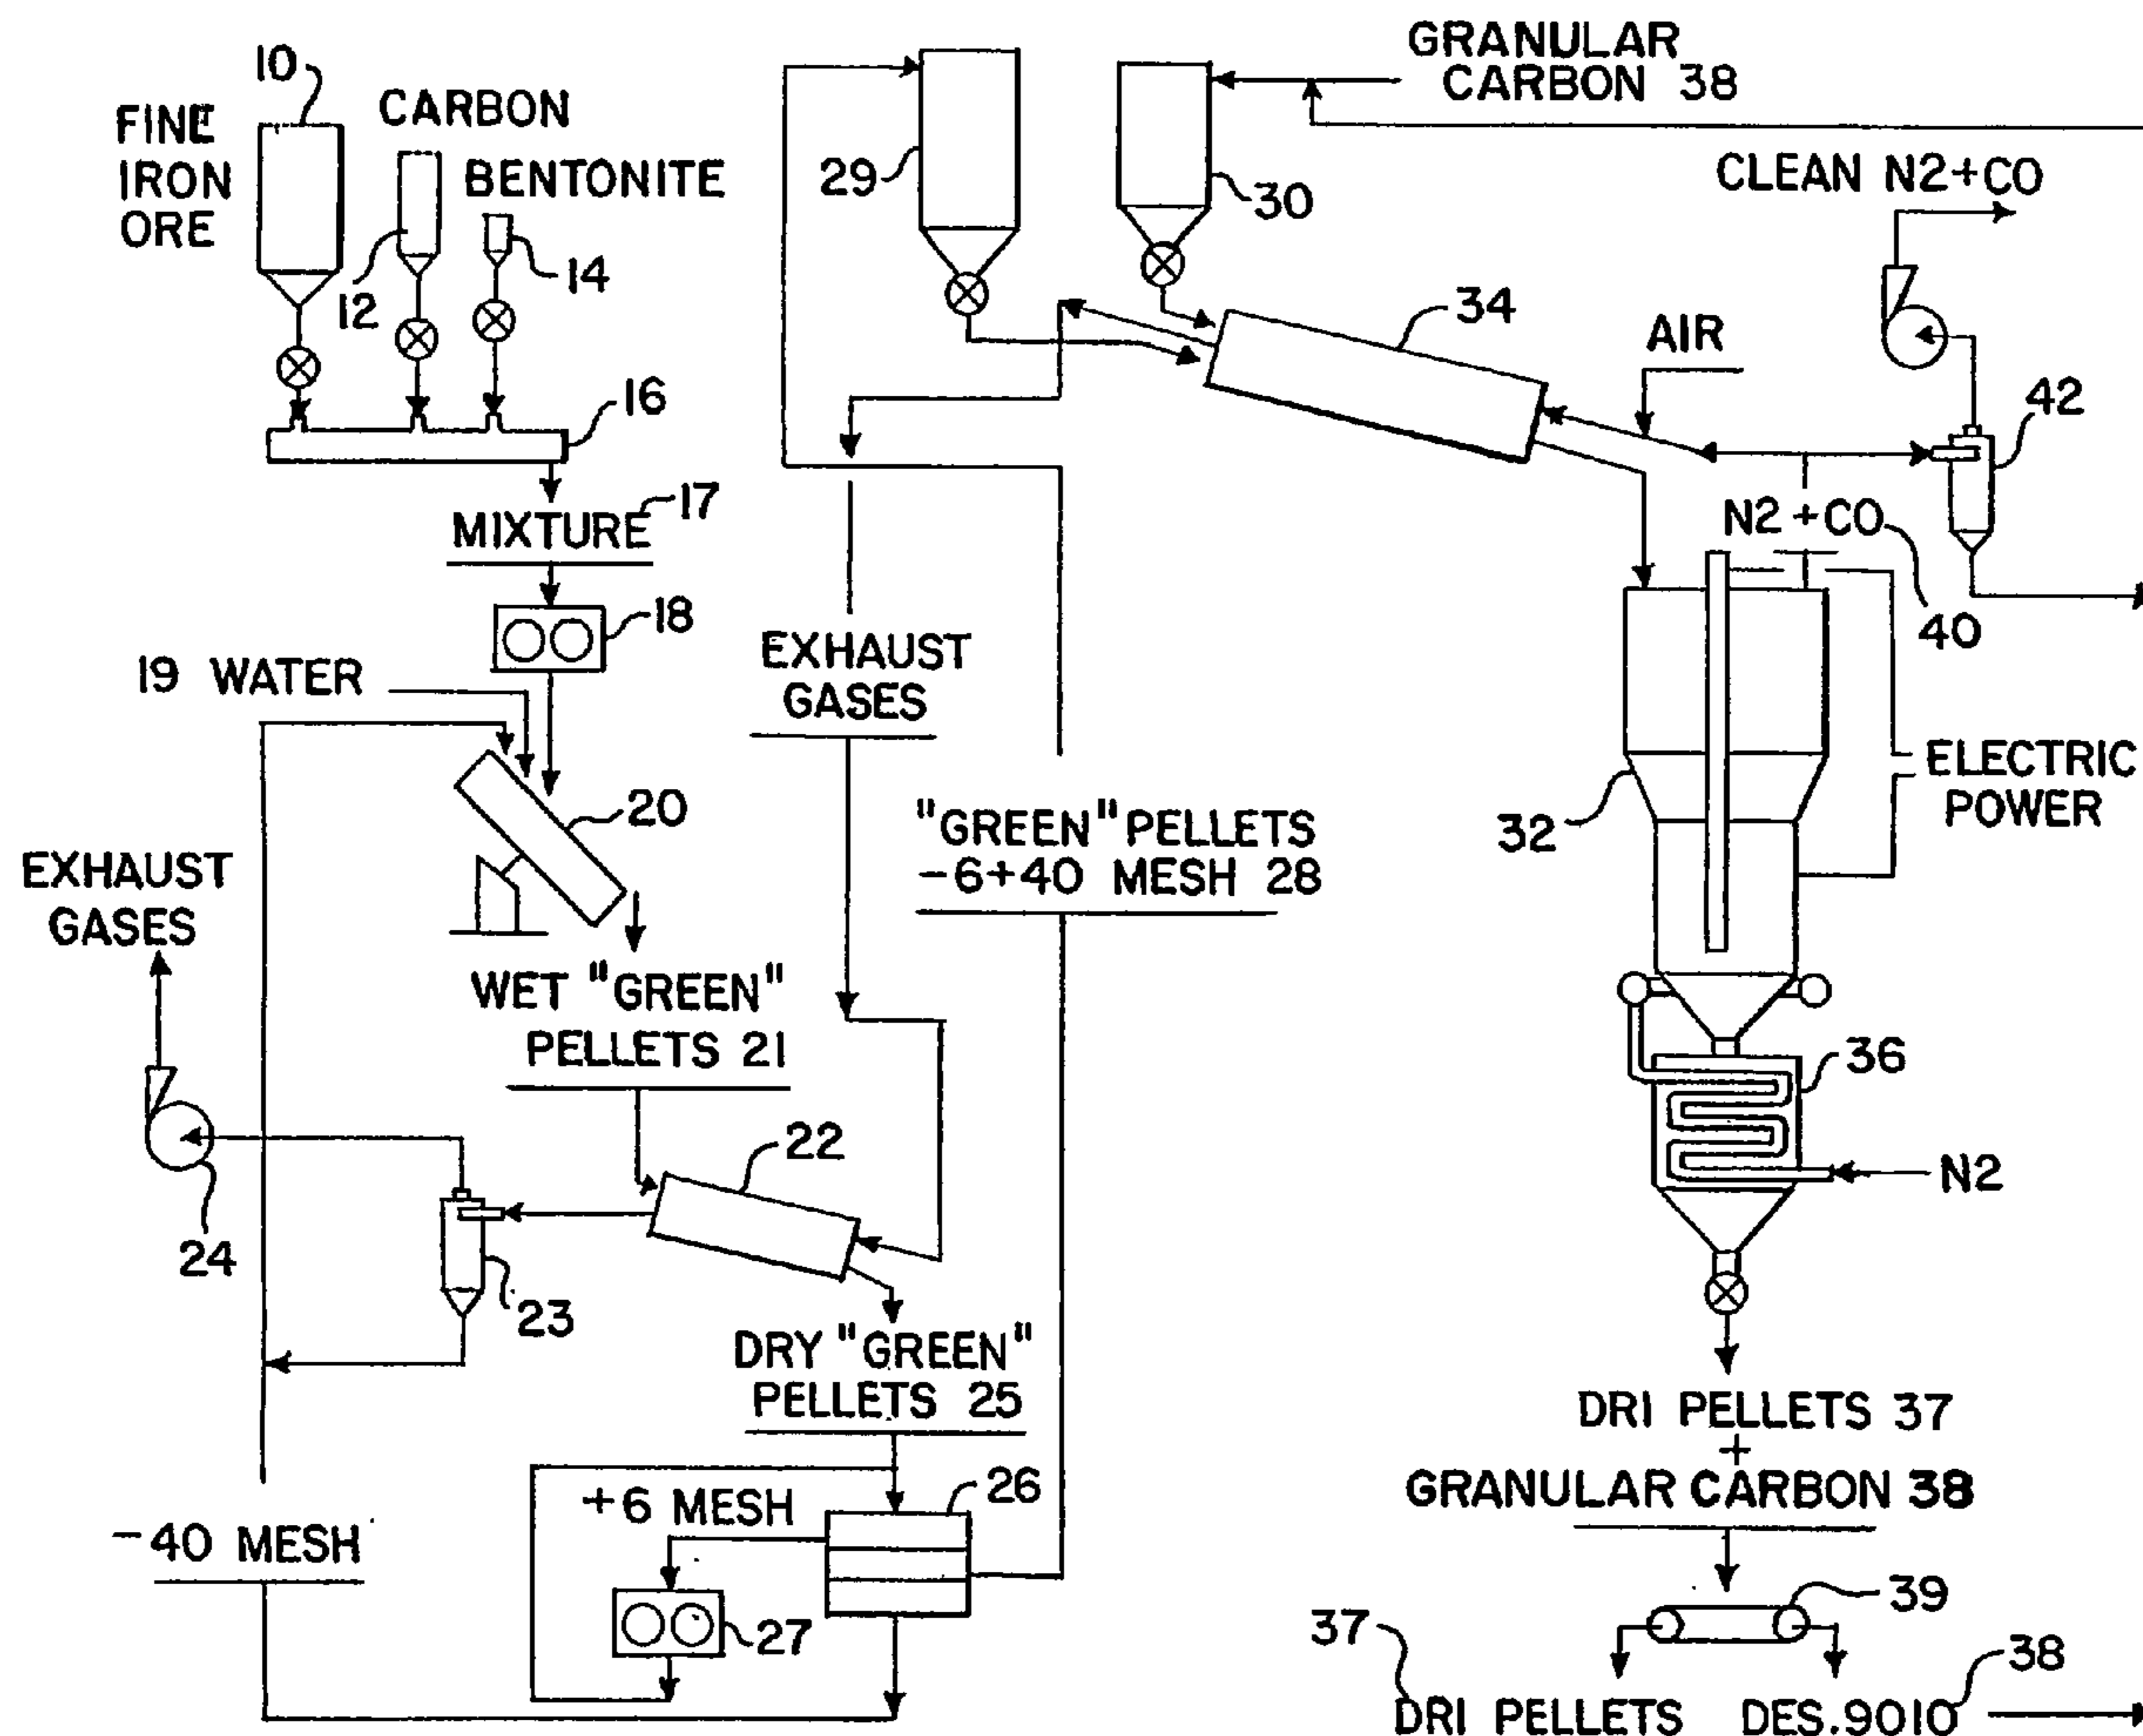 10
FINE
IRON
ORE
CARBON
BENTONITE
12
14
16
MIXTURE 17
18
19 WATER
20
WET "GREEN"
PELLETS 21
EXHAUST
GASES
24
23
22
DRY "GREEN"
PELLETS 25
+6 MESH
26
27
-40 MESH
29
30
GRANULAR
CARBON 38
CLEAN N2+CO
34
AIR
42
N2+CO
40
EXHAUST
GASES
"GREEN" PELLETS
-6+40 MESH 28
32
ELECTRIC
POWER
36
N2
DRI PELLETS 37
+
GRANULAR CARBON 38
39
37
38
DRI PELLETS
DES.9010